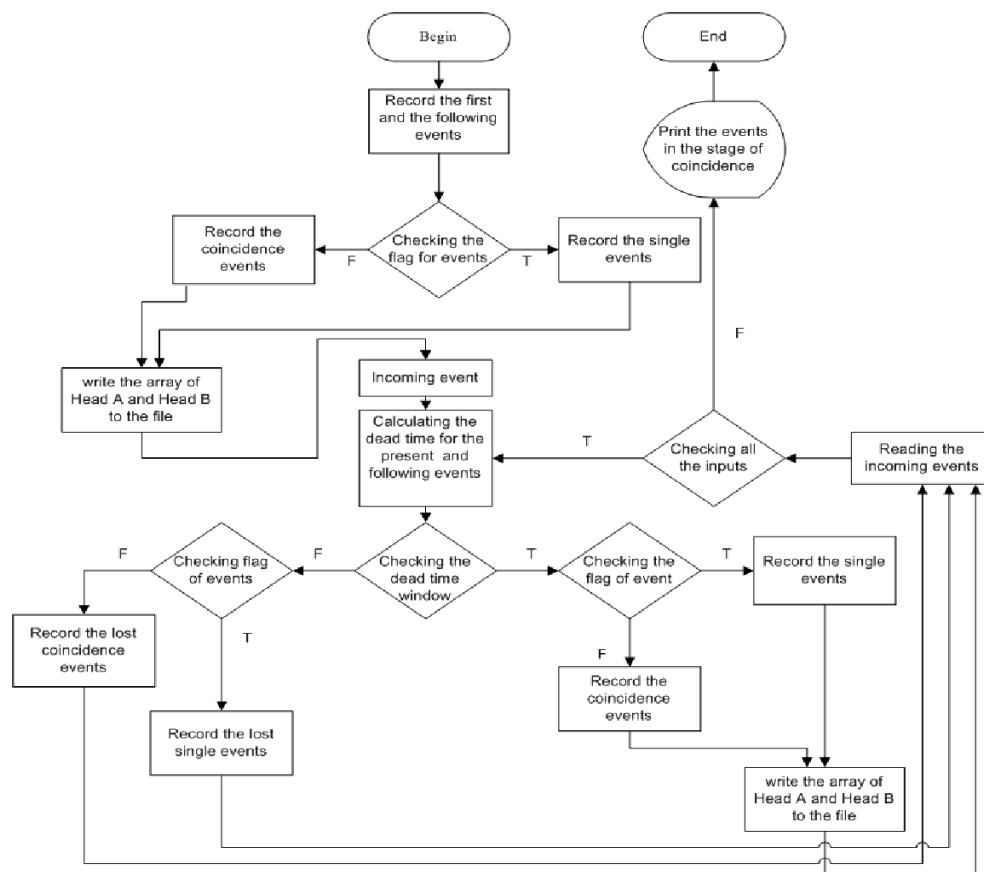 Begin
End
Record the first
and the following
events
Print the events
in the stage of
coincidence
Record the
coincidence
events
Checking the
flag for events
F
T
Record the single
events
F
write the array of
Head A and Head B
to the file
Incoming event
Calculating the
dead time for the
present and
following events
T
Checking all
the inputs
Reading the
incoming events
F
Checking flag
of events
F
Checking the
dead time
window
T
Checking the
flag of event
T
Record the single
events
Record the lost
coincidence
events
T
F
Record the
coincidence
events
Record the lost
single events
write the array of
Head A and Head B
to the file